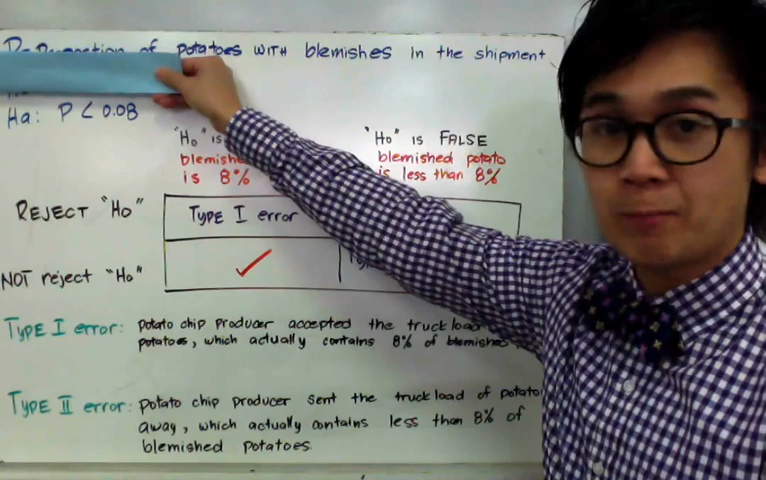 of potatoes WITH blemishes in the shipment
Ha: P < 0.08
"Ho" is "Ho" is FALSE
blemished potato
is 8% is less than 8%
REJECT "Ho" TYPE I error
NOT reject "Ho"
TYPE I error: potato chip producer accepted the truckload
potatoes, which actually contains 8% of
TYPE II error: potato chip producer sent the truckload of potato
away, which actually contains less than 8% of
blemished potatoes